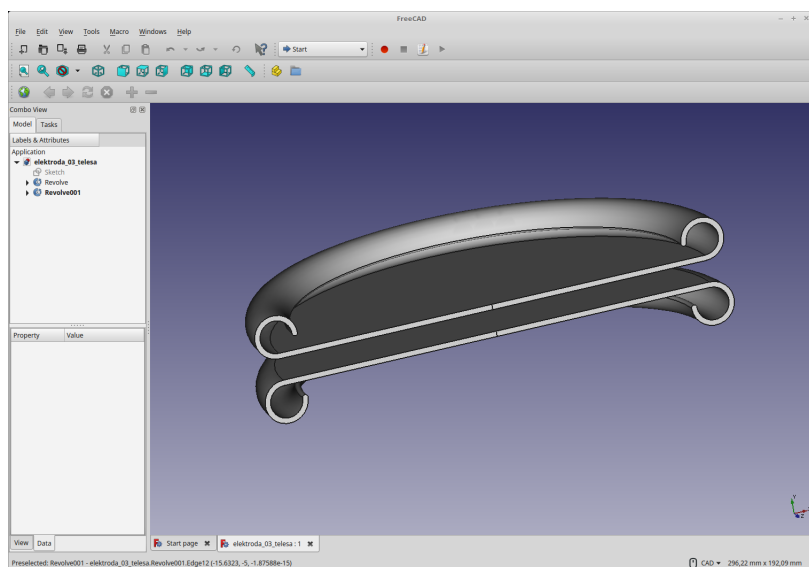 FreeCAD
File Edit View Tools Macro Windows Help
Start
Combo View
Model Tasks
Labels & Attributes
Application
elektroda_03_telesa
Sketch
Revolve
Revolve001
Property Value
View Data
Start page elektroda_03_telesa : 1
Y
Z
Preselected: Revolve001 - elektroda_03_telesa.Revolve001.Edge12 (-15.6323, -5, -1.87588e-15)
CAD 296,22 mm x 192,09 mm